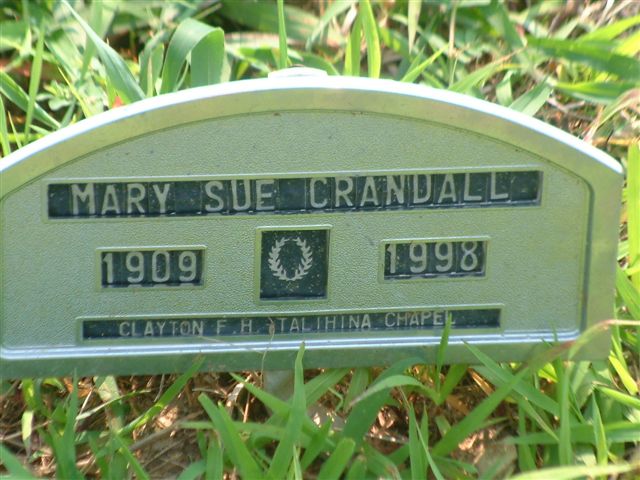 MARY SUE CRANDALL
1909 1998
CLAYTON F H TALIHINA CHAPEL